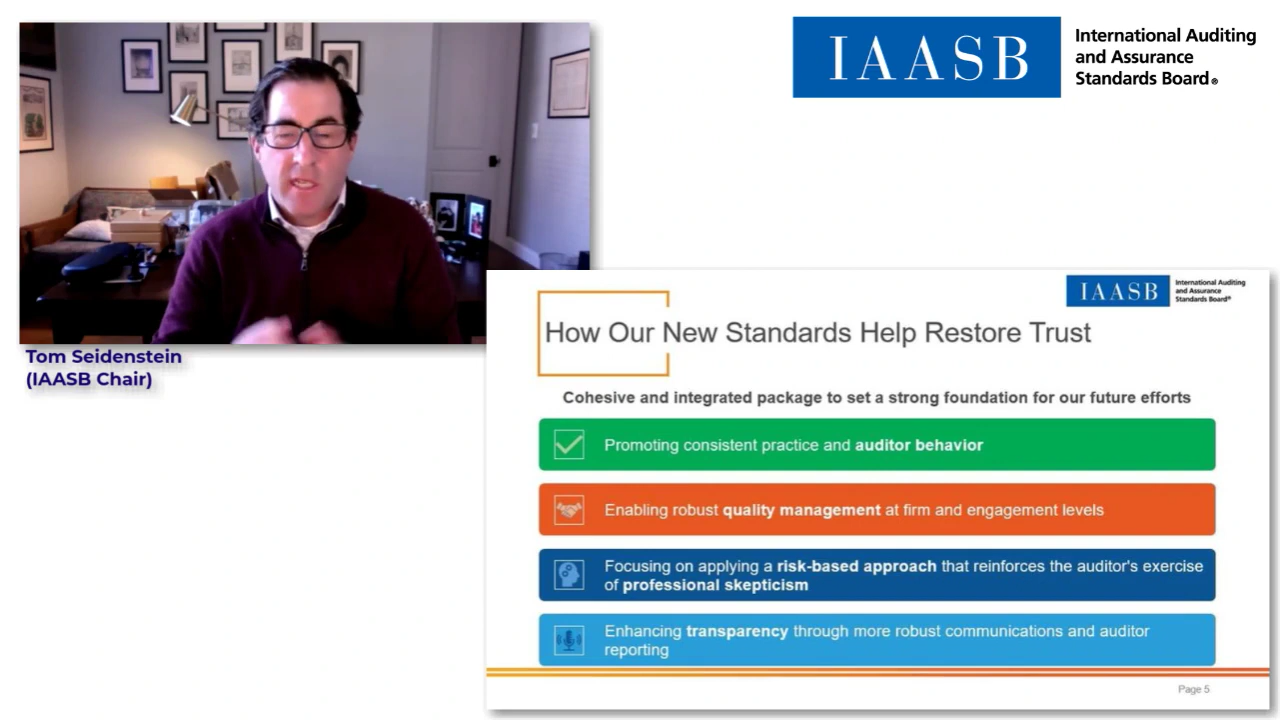 IAASB
International Auditing
and Assurance
Standards Board®
Tom Seidenstein
(IAASB Chair)
IAASB
International Auditing
and Assurance
Standards Board®
How Our New Standards Help Restore Trust
Cohesive and integrated package to set a strong foundation for our future efforts
Promoting consistent practice and auditor behavior
Enabling robust quality management at firm and engagement levels
Focusing on applying a risk-based approach that reinforces the auditor's exercise
of professional skepticism
Enhancing transparency through more robust communications and auditor
reporting
Page 5